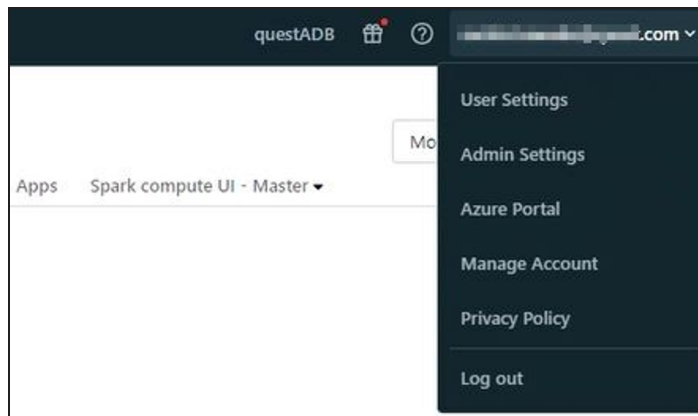 questADB .com
User Settings
Mo
Admin Settings
Apps Spark compute UI - Master
Azure Portal
Manage Account
Privacy Policy
Log out